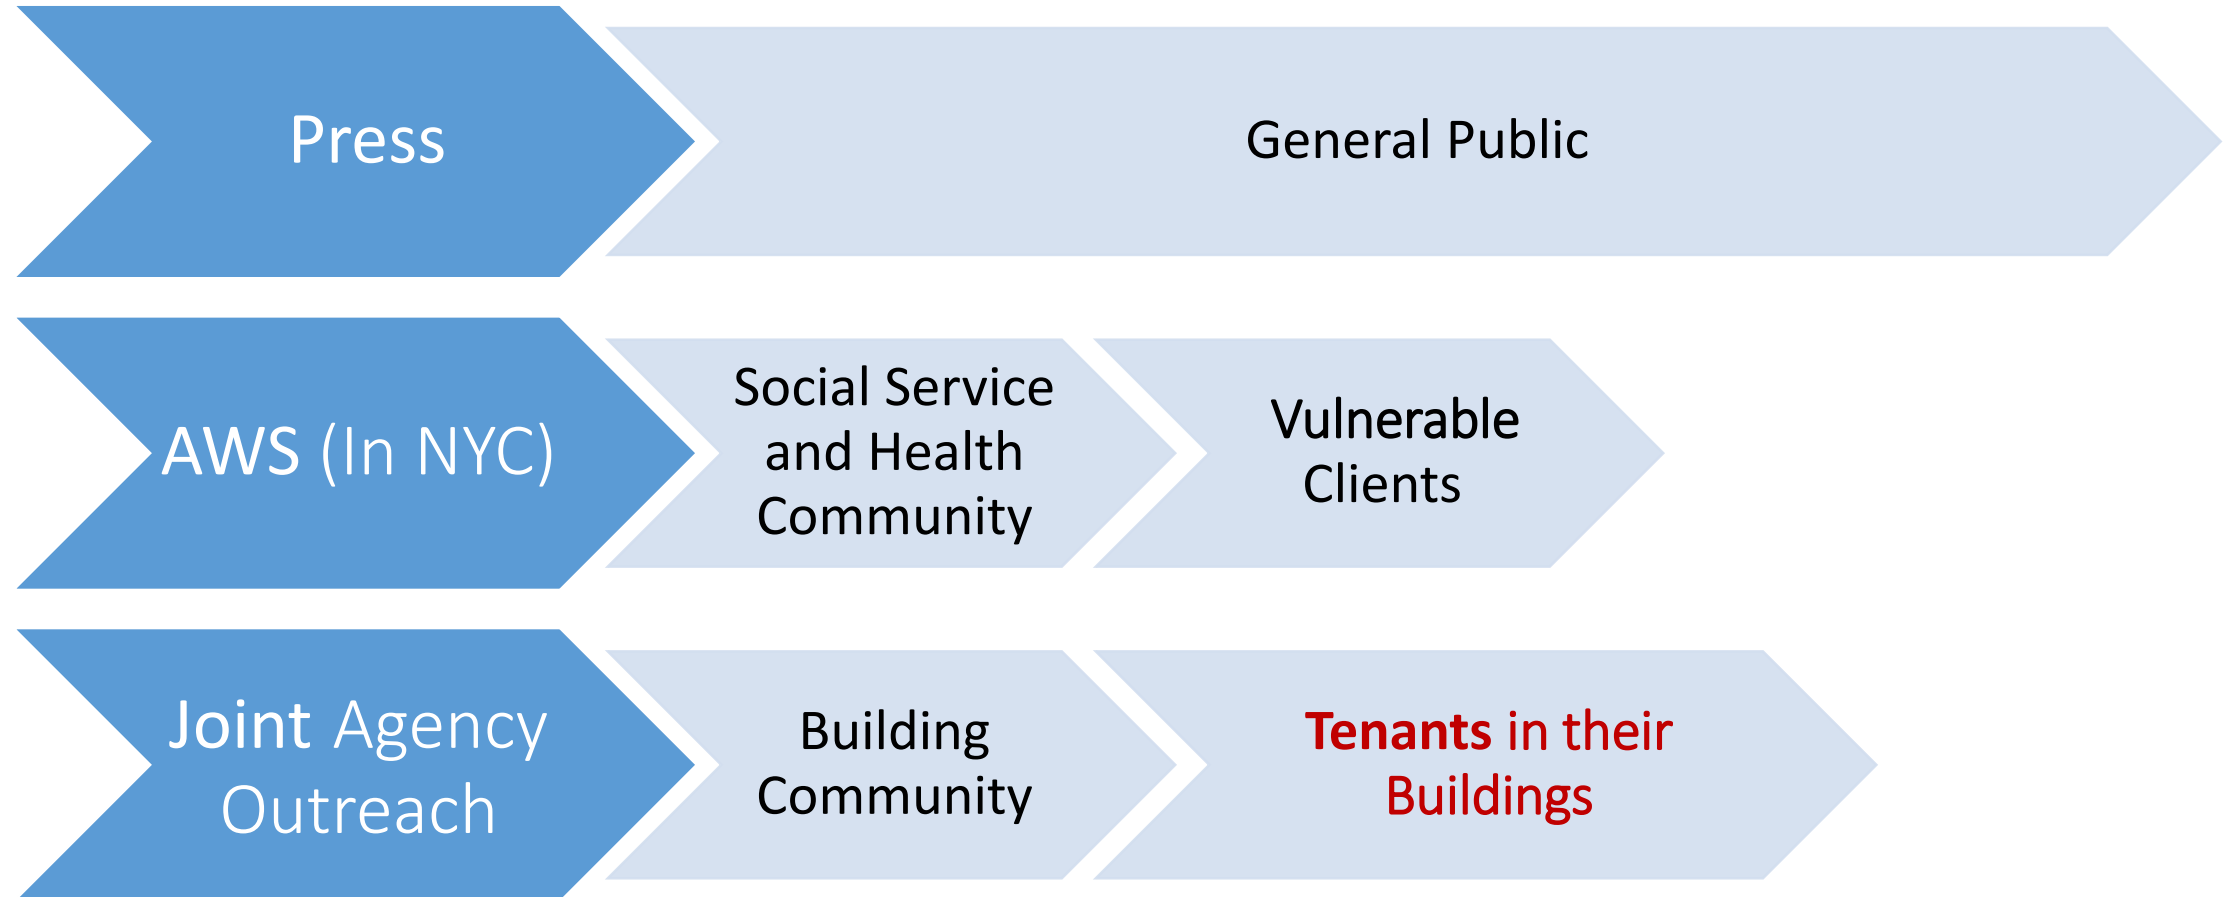 Press
General Public
AWS (In NYC)
Social Service
and Health
Community
Vulnerable
Clients
Joint Agency
Outreach
Building
Community
Tenants in their
Buildings